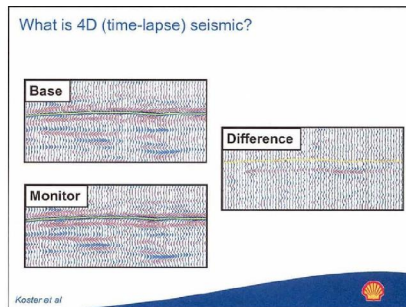 What is 4D (time-lapse) seismic?
Base
Difference
Monitor
Koster et al